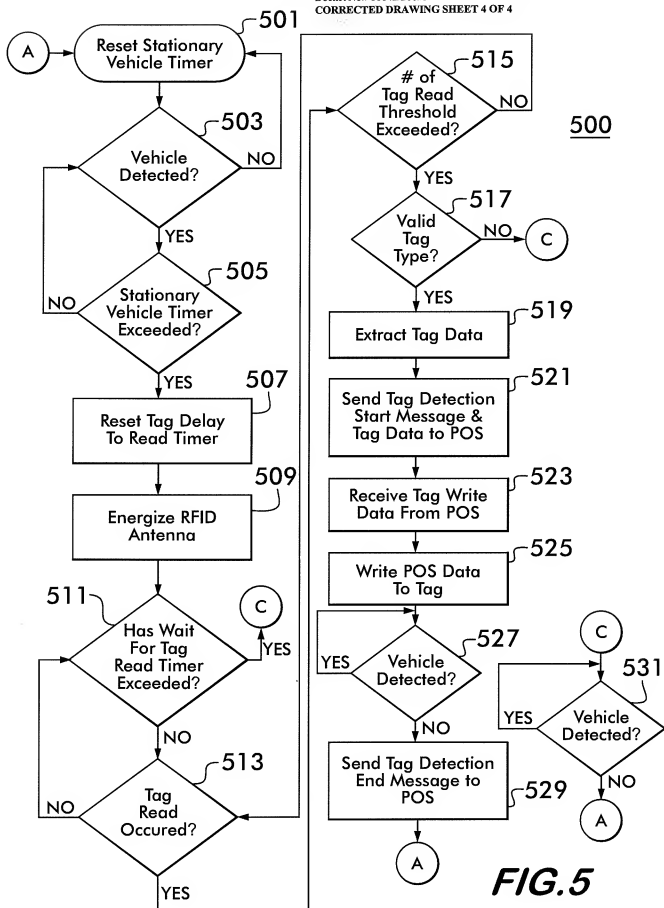 CORRECTED DRAWING SHEET 4 OF 4
A
Reset Stationary
Vehicle Timer
501
503
Vehicle
Detected?
NO
YES
505
Stationary
Vehicle Timer
Exceeded?
NO
YES
507
Reset Tag Delay
To Read Timer
509
Energize RFID
Antenna
511
Has Wait
For Tag
Read Timer
Exceeded?
C
YES
NO
513
Tag
Read
Occured?
NO
YES
515
# of
Tag Read
Threshold
Exceeded?
NO
YES
500
517
Valid
Tag
Type?
NO
C
YES
519
Extract Tag Data
521
Send Tag Detection
Start Message &
Tag Data to POS
523
Receive Tag Write
Data From POS
525
Write POS Data
To Tag
527
Vehicle
Detected?
YES
NO
Send Tag Detection
End Message to
POS
529
A
C
531
Vehicle
Detected?
YES
NO
A
FIG.5